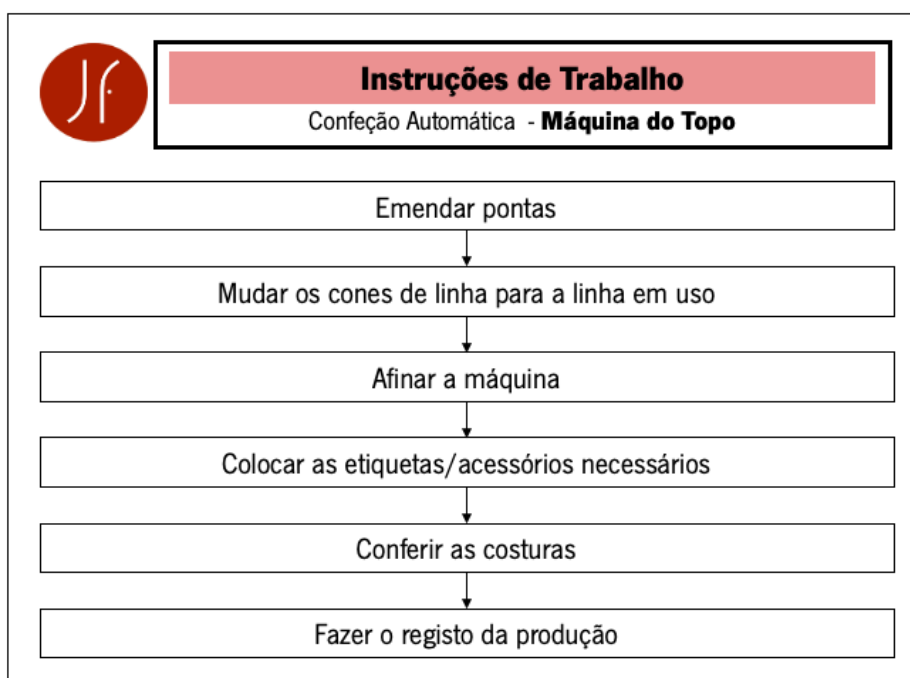 Jf
Instruções de Trabalho
Confeção Automática - Máquina do Topo
Emendar pontas
Mudar os cones de linha para a linha em uso
Afinar a máquina
Colocar as etiquetas/acessórios necessários
Conferir as costuras
Fazer o registo da produção